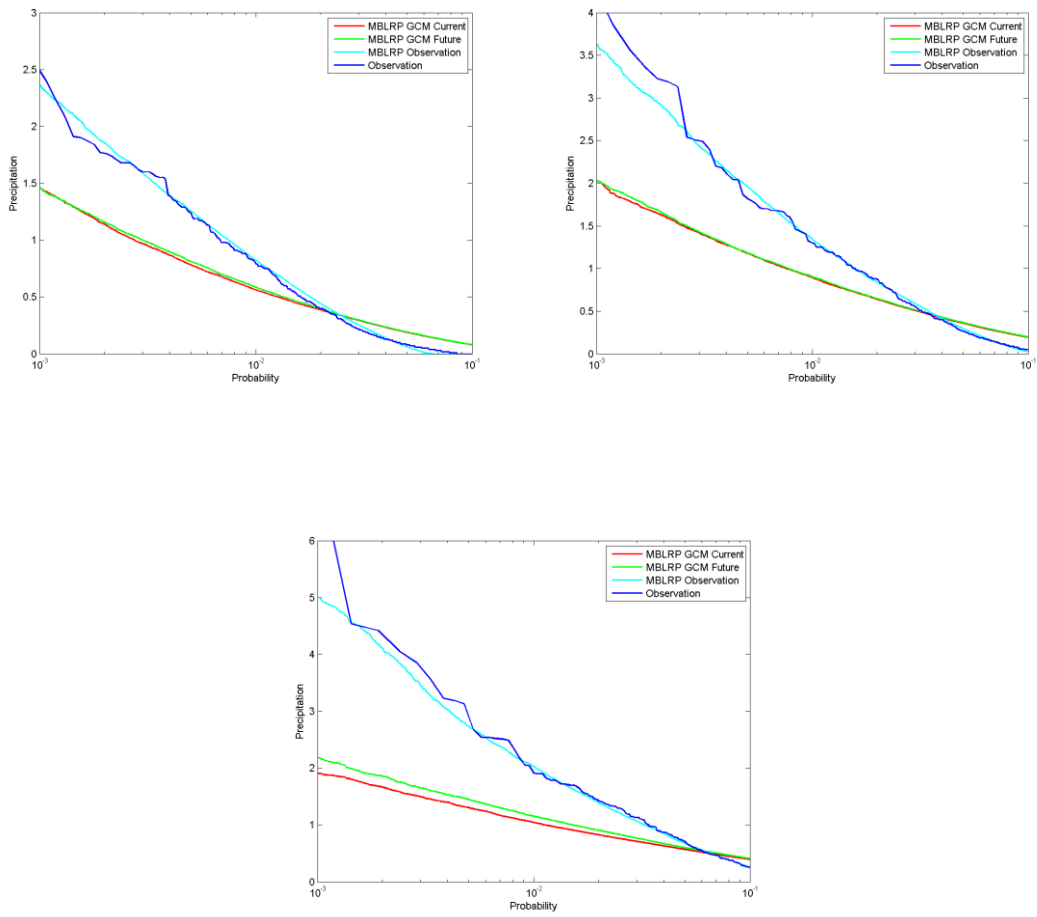 3
2.5
2
1.5
1
0.5
0
Precipitation
10⁻³
10⁻²
10⁻¹
Probability
MBLRP GCM Current
MBLRP GCM Future
MBLRP Observation
Observation
4
3.5
3
2.5
2
1.5
1
0.5
0
Precipitation
10⁻³
10⁻²
10⁻¹
Probability
MBLRP GCM Current
MBLRP GCM Future
MBLRP Observation
Observation
6
5
4
3
2
1
0
Precipitation
10⁻³
10⁻²
10⁻¹
Probability
MBLRP GCM Current
MBLRP GCM Future
MBLRP Observation
Observation